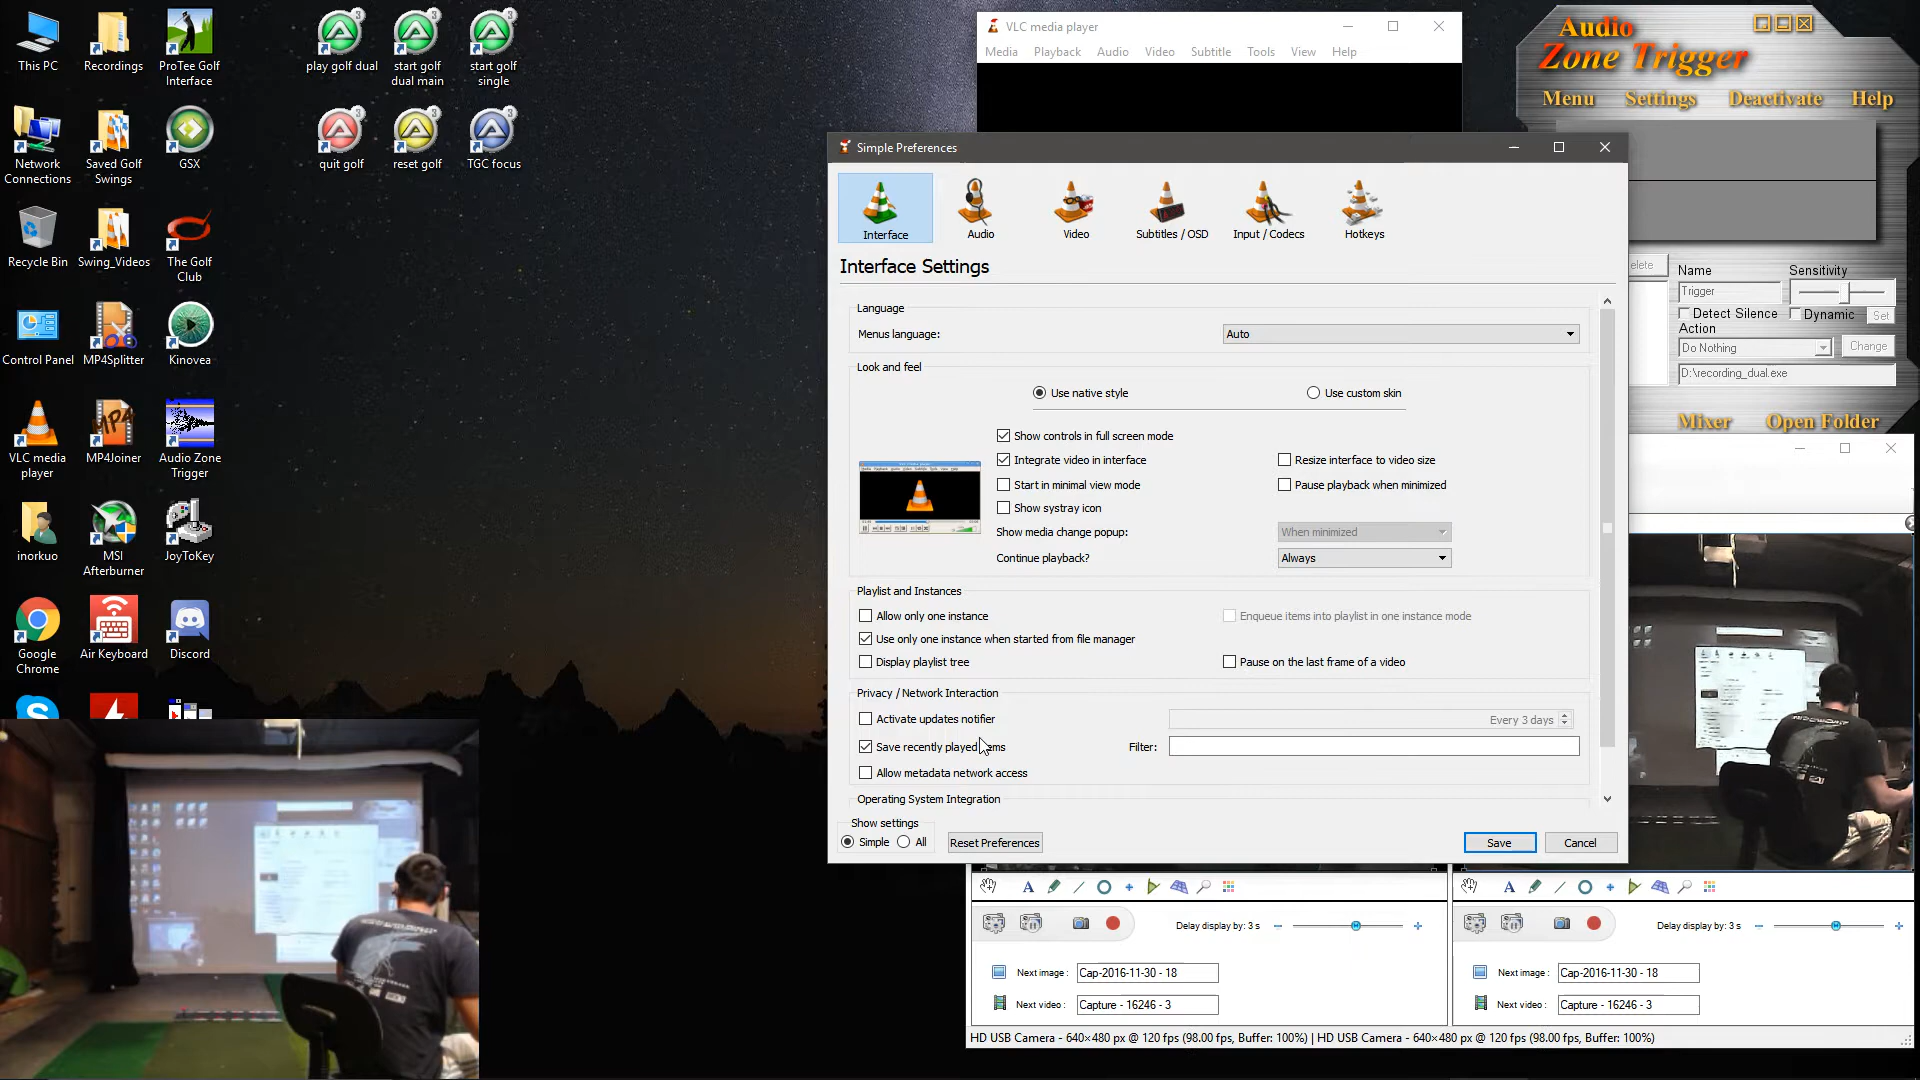 This PC
Recordings
ProTee Golf
Interface
play golf dual
start golf
dual main
start golf
single
Network
Connections
Saved Golf
Swings
GSX
quit golf
reset golf
TGC focus
Recycle Bin
Swing_Videos
The Golf
Club
Control Panel
MP4Splitter
Kinovea
VLC media
player
MP4Joiner
Audio Zone
Trigger
inorkuo
MSI
Afterburner
JoyToKey
Google
Chrome
Air Keyboard
Discord
VLC media player
Media Playback Audio Video Subtitle Tools View Help
Simple Preferences
Interface
Audio
Video
Subtitles / OSD
Input / Codecs
Hotkeys
Interface Settings
Language
Menus language:
Auto
Look and feel
Use native style
Use custom skin
Show controls in full screen mode
Integrate video in interface
Resize interface to video size
Start in minimal view mode
Pause playback when minimized
Show systray icon
Show media change popup:
When minimized
Continue playback?
Always
Playlist and Instances
Allow only one instance
Enqueue items into playlist in one instance mode
Use only one instance when started from file manager
Display playlist tree
Pause on the last frame of a video
Privacy / Network Interaction
Activate updates notifier
Every 3 days
Save recently played
Filter:
Allow metadata network access
Operating System Integration
Show settings
Simple
All
Reset Preferences
Save
Cancel
Audio
Zone Trigger
Menu Settings Deactivate Help
Name
Sensitivity
Trigger
Detect Silence
Dynamic
Set
Action
Do Nothing
Change
D:\recording_dual.exe
Mixer
Open Folder
Delay display by: 3 s
Next image :
Cap-2016-11-30 - 18
Next video :
Capture - 16246 - 3
Delay display by: 3 s
Next image :
Cap-2016-11-30 - 18
Next video :
Capture - 16246 - 3
HD USB Camera - 640×480 px @ 120 fps (98.00 fps, Buffer: 100%) | HD USB Camera - 640×480 px @ 120 fps (98.00 fps, Buffer: 100%)